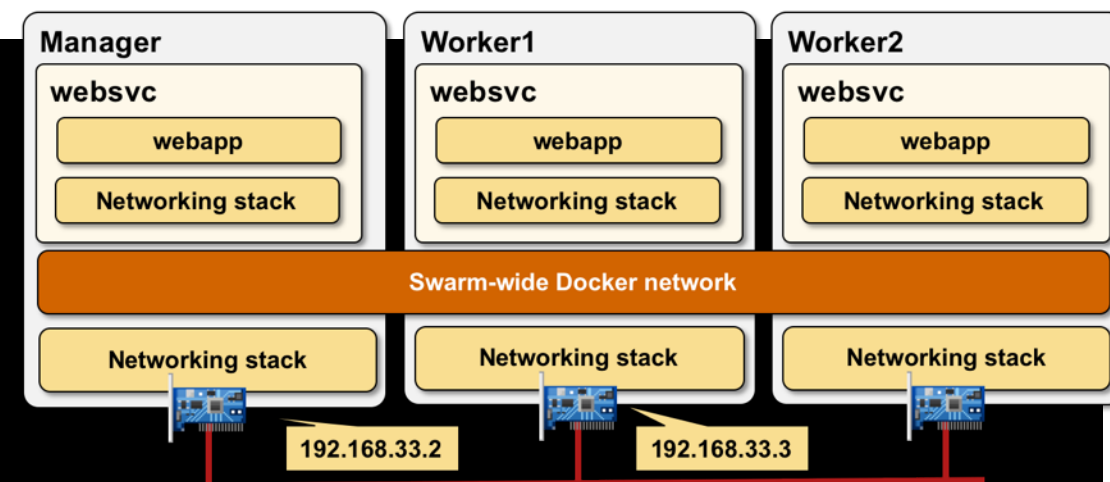 Manager
Worker1
Worker2
websvc
websvc
websvc
webapp
webapp
webapp
Networking stack
Networking stack
Networking stack
Swarm-wide Docker network
Networking stack
Networking stack
Networking stack
192.168.33.2
192.168.33.3